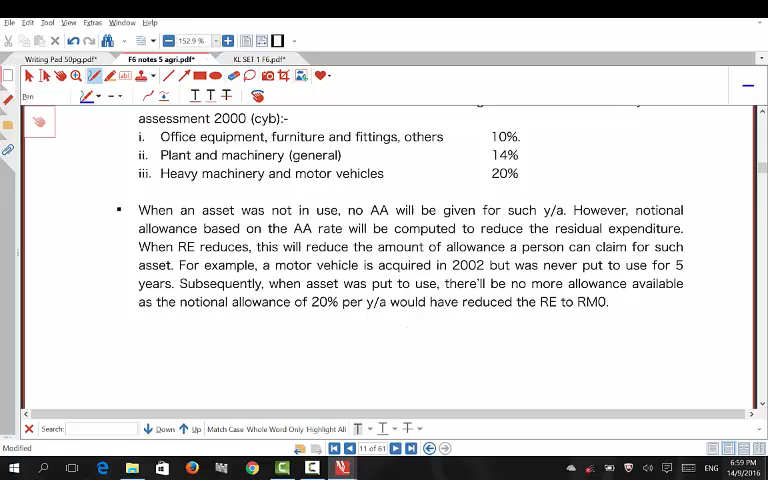 File Edit Tool View Extras Window Help
152.9 %
Writing Pad 50pg.pdf* F6 notes 5 agri.pdf* KL SET 1 F6.pdf*
Pen
assessment 2000 (cyb):-
i. Office equipment, furniture and fittings, others 10%.
ii. Plant and machinery (general) 14%
iii. Heavy machinery and motor vehicles 20%
▪ When an asset was not in use, no AA will be given for such y/a. However, notional
allowance based on the AA rate will be computed to reduce the residual expenditure.
When RE reduces, this will reduce the amount of allowance a person can claim for such
asset. For example, a motor vehicle is acquired in 2002 but was never put to use for 5
years. Subsequently, when asset was put to use, there'll be no more allowance available
as the notional allowance of 20% per y/a would have reduced the RE to RM0.
Search: Down Up Match Case Whole Word Only Highlight All
Modified 11 of 61
ENG 6:59 PM
14/9/2016